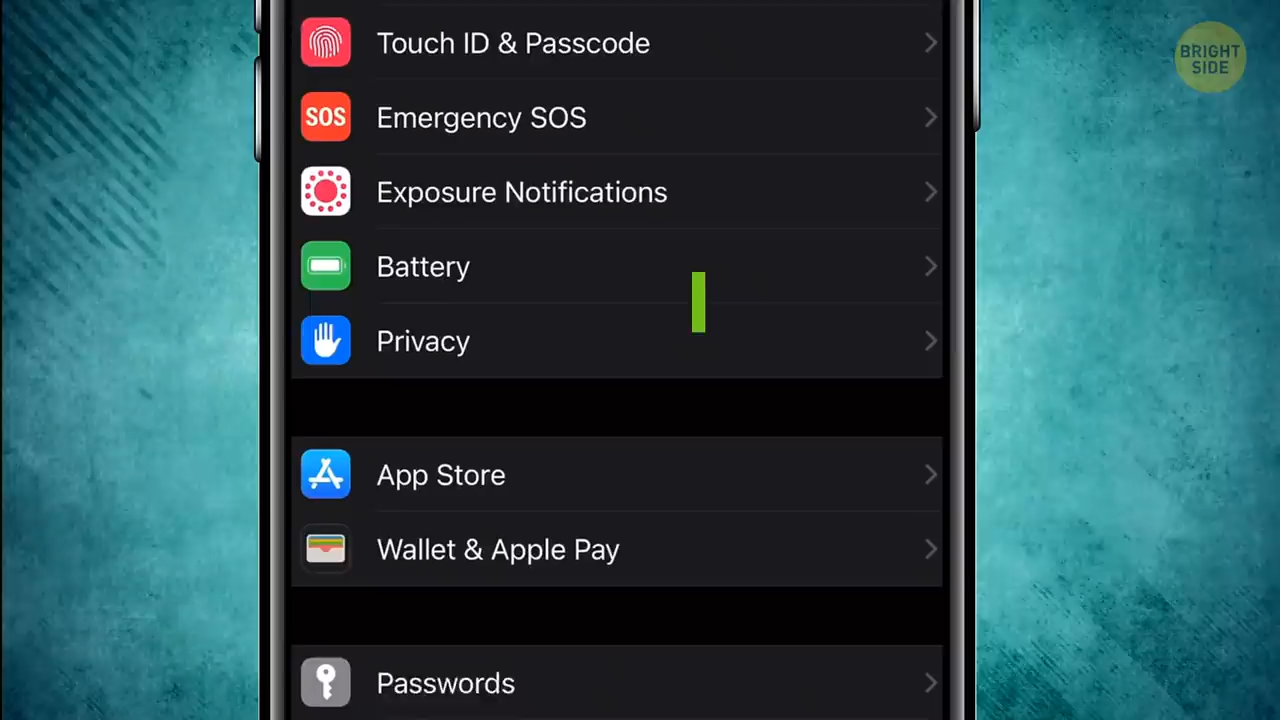 Touch ID & Passcode
BRIGHT
SIDE
SOS
Emergency SOS
Exposure Notifications
Battery
Privacy
App Store
Wallet & Apple Pay
Passwords